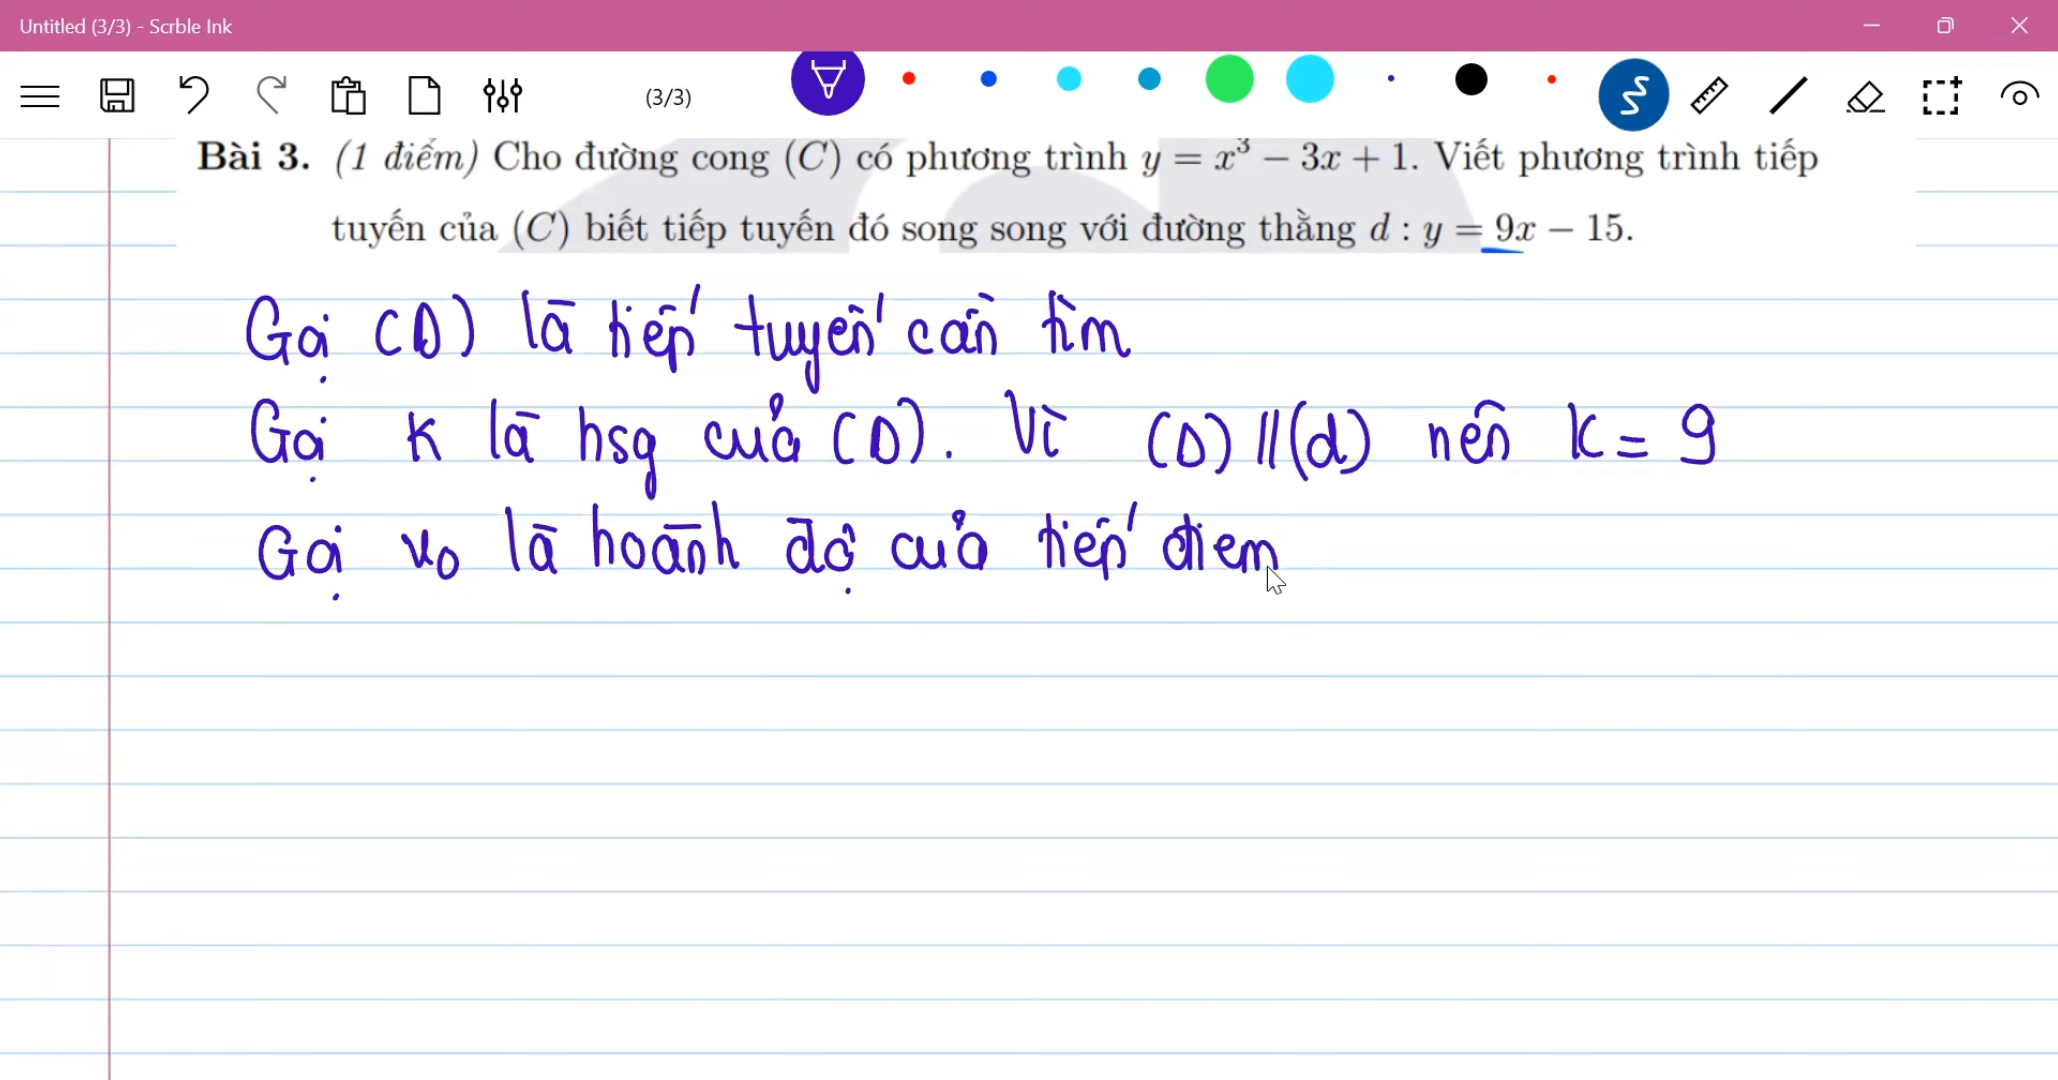 Untitled (3/3) - Scrble Ink
(3/3)
Bài 3. (1 điểm) Cho đường cong (C) có phương trình y = x³ − 3x + 1. Viết phương trình tiếp
tuyến của (C) biết tiếp tuyến đó song song với đường thẳng d : y = 9x − 15.
Gọi (D) là tiếp tuyến cần tìm
Gọi K là hsg của (D). Vì (D) // (d) nên K = 9
Gọi x₀ là hoành độ của tiếp điem